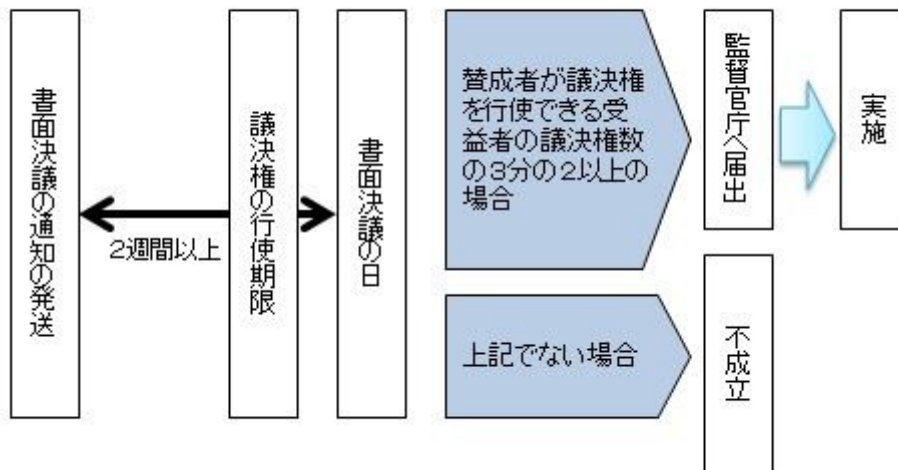 書面決議の通知の発送
2週間以上
議決権の行使期限
書面決議の日
賛成者が議決権
を行使できる受
益者の議決権数
の3分の2以上の
場合
監督官庁へ届出
実施
上記でない場合
不成立